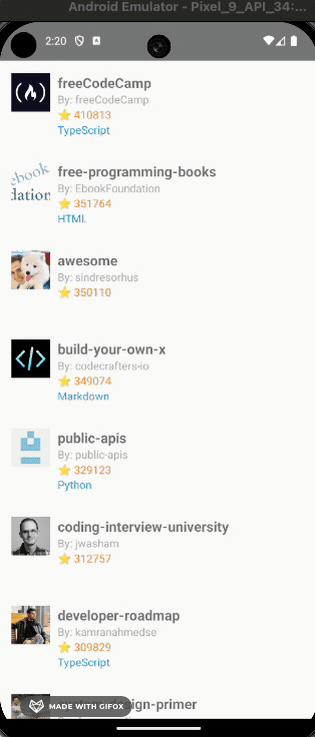 Android Emulator - Pixel_9_API_34:...
2:20
A
freeCodeCamp
By: freeCodeCamp
⭐ 410813
TypeScript
ebook
dation
free-programming-books
By: EbookFoundation
⭐ 351764
HTML
awesome
By: sindresorhus
⭐ 350110
build-your-own-x
By: codecrafters-io
⭐ 349074
Markdown
public-apis
By: public-apis
⭐ 329123
Python
coding-interview-university
By: jwasham
⭐ 312757
developer-roadmap
By: kamranahmedse
⭐ 309829
TypeScript
sign-primer
MADE WITH GIFOX